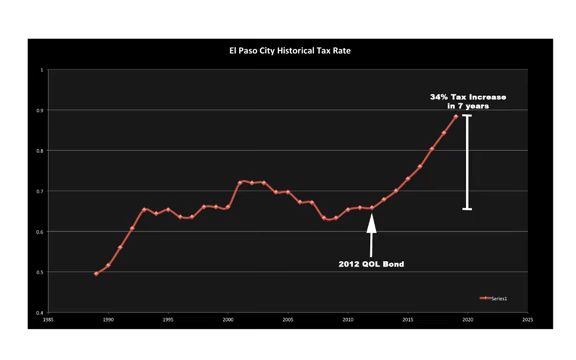 El Paso City Historical Tax Rate
1
34% Tax Increase
in 7 years
0.9
0.8
0.7
0.6
2012 QOL Bond
0.5
Series1
0.4
1985 1990 1995 2000 2005 2010 2015 2020 2025